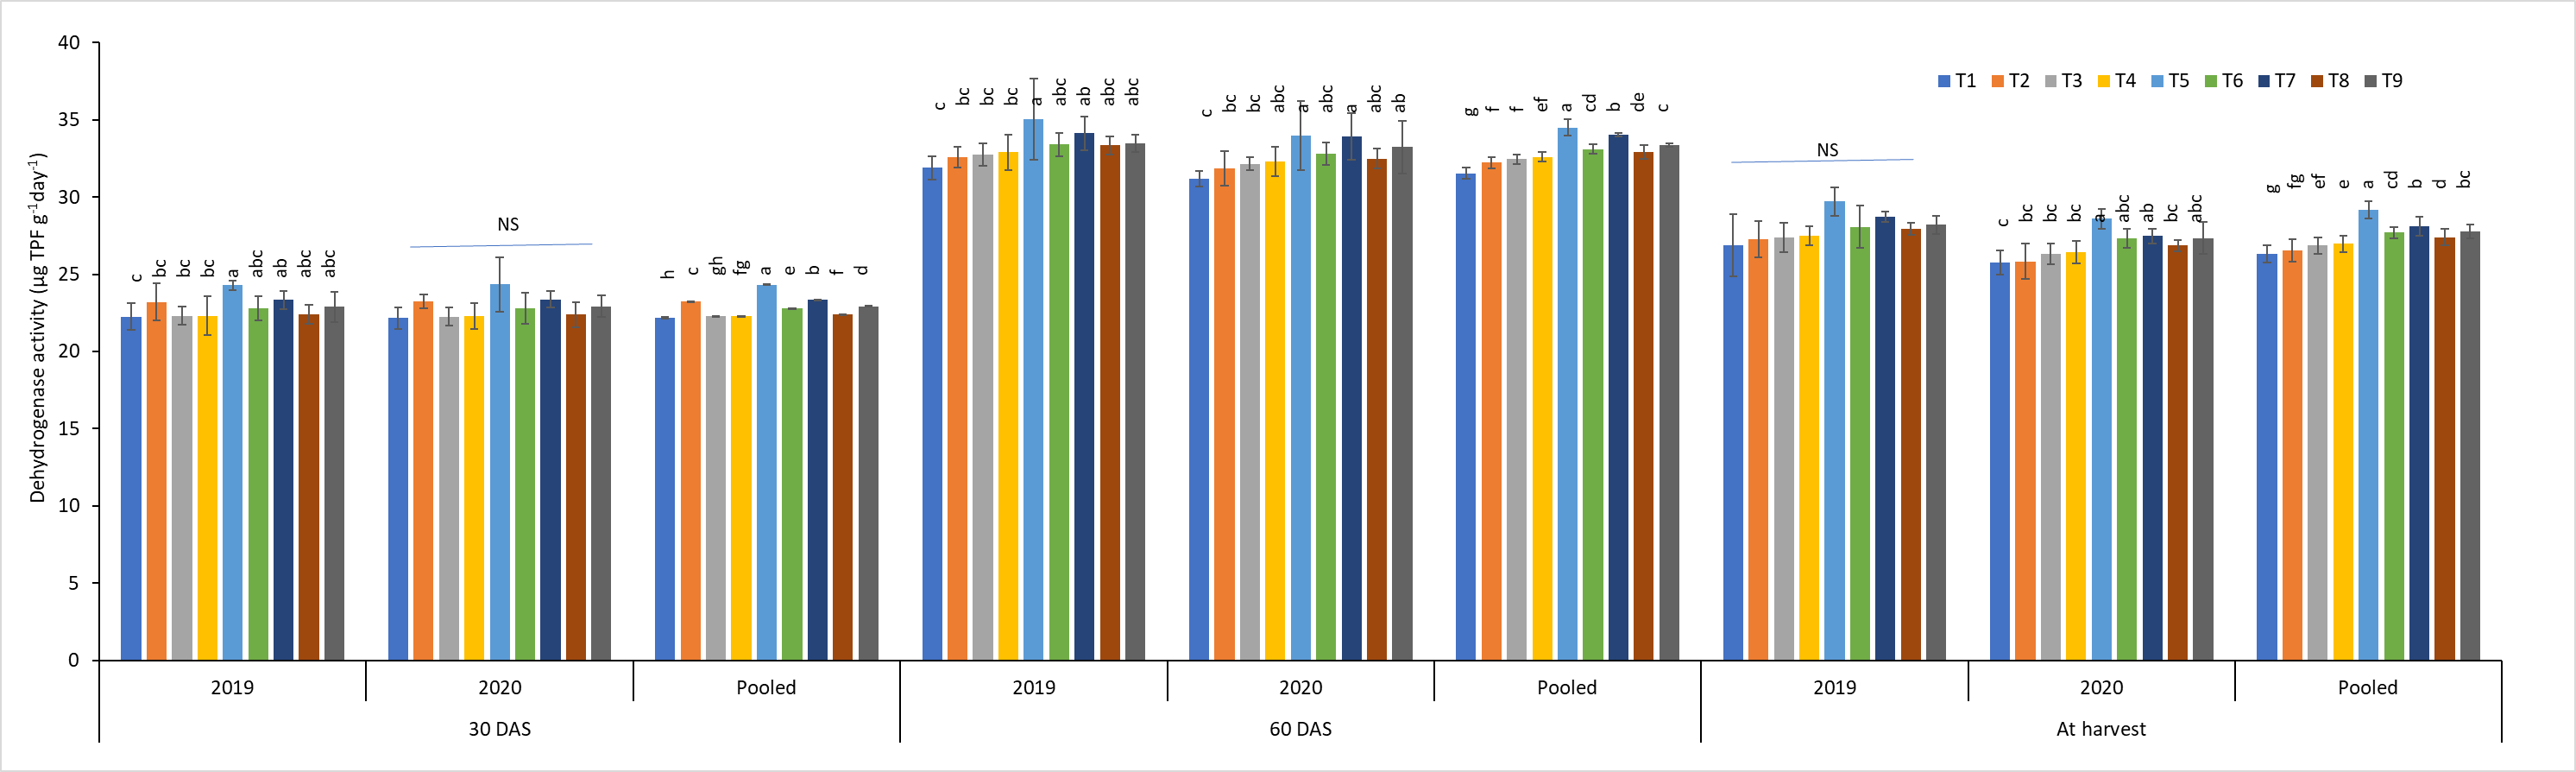 Dehydrogenase activity (µg TPF g-1day-1)
40
35
30
25
20
15
10
5
0
T1 T2 T3 T4 T5 T6 T7 T8 T9
c bc bc bc a abc ab abc abc
NS
h c gh fg a e b f d
c bc bc bc a abc ab abc abc
c bc bc abc a abc a abc ab
g f f ef a cd b de c
NS
c bc bc bc a abc ab bc abc
g fg ef e a cd b d bc
2019 2020 Pooled 2019 2020 Pooled 2019 2020 Pooled
30 DAS 60 DAS At harvest